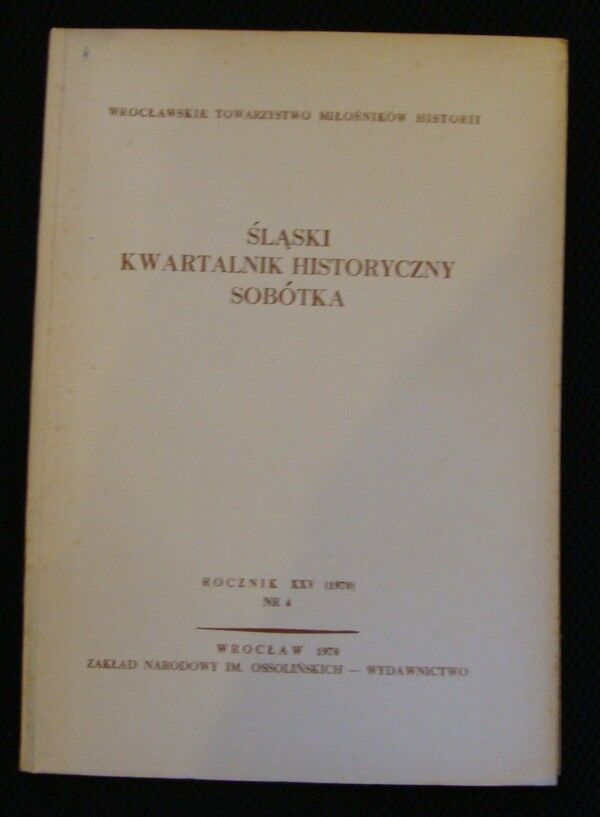 WROCŁAWSKIE TOWARZYSTWO MIŁOŚNIKÓW HISTORII
ŚLĄSKI
KWARTALNIK HISTORYCZNY
SOBÓTKA
ROCZNIK XXV (1970)
NR 4
WROCŁAW 1970
ZAKŁAD NARODOWY IM. OSSOLIŃSKICH — WYDAWNICTWO